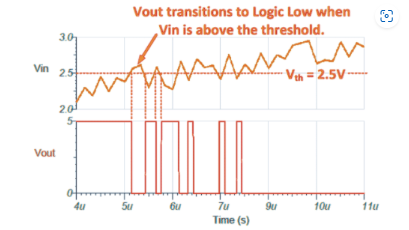 Vout transitions to Logic Low when
Vin is above the threshold.
3.0
Vin
2.5
Vth = 2.5V
2.0
5
Vout
0
4u 5u 6u 7u 8u 9u 10u 11u
Time (s)